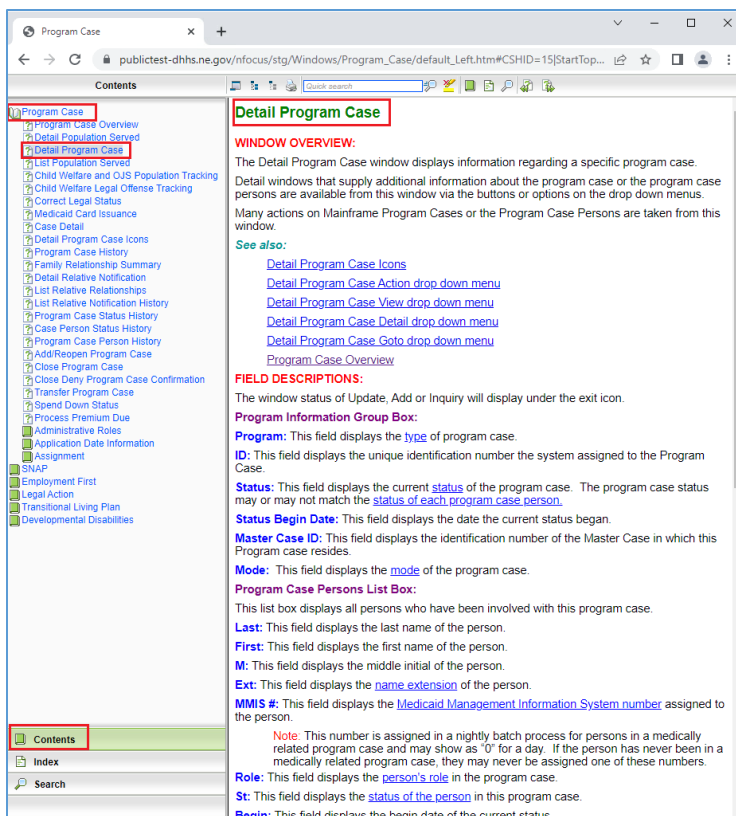 Program Case
publictest-dhhs.ne.gov/nfocus/stg/Windows/Program_Case/default_Left.htm#CSHID=15|StartTop...
Contents
Quick search
Program Case
Program Case Overview
Detail Population Served
Detail Program Case
List Population Served
Child Welfare and OJS Population Tracking
Child Welfare Legal Offense Tracking
Correct Legal Status
Medicaid Card Issuance
Case Detail
Detail Program Case Icons
Program Case History
Family Relationship Summary
Detail Relative Notification
List Relative Relationships
List Relative Notification History
Program Case Status History
Case Person Status History
Program Case Person History
Add/Reopen Program Case
Close Program Case
Close Deny Program Case Confirmation
Transfer Program Case
Spend Down Status
Process Premium Due
Administrative Roles
Application Date Information
Assignment
SNAP
Employment First
Legal Action
Transitional Living Plan
Developmental Disabilities
Contents
Index
Search
Detail Program Case
WINDOW OVERVIEW:
The Detail Program Case window displays information regarding a specific program case.
Detail windows that supply additional information about the program case or the program case
persons are available from this window via the buttons or options on the drop down menus.
Many actions on Mainframe Program Cases or the Program Case Persons are taken from this
window.
See also:
Detail Program Case Icons
Detail Program Case Action drop down menu
Detail Program Case View drop down menu
Detail Program Case Detail drop down menu
Detail Program Case Goto drop down menu
Program Case Overview
FIELD DESCRIPTIONS:
The window status of Update, Add or Inquiry will display under the exit icon.
Program Information Group Box:
Program: This field displays the type of program case.
ID: This field displays the unique identification number the system assigned to the Program
Case.
Status: This field displays the current status of the program case. The program case status
may or may not match the status of each program case person.
Status Begin Date: This field displays the date the current status began.
Master Case ID: This field displays the identification number of the Master Case in which this
Program case resides.
Mode: This field displays the mode of the program case.
Program Case Persons List Box:
This list box displays all persons who have been involved with this program case.
Last: This field displays the last name of the person.
First: This field displays the first name of the person.
M: This field displays the middle initial of the person.
Ext: This field displays the name extension of the person.
MMIS #: This field displays the Medicaid Management Information System number assigned to
the person.
Note: This number is assigned in a nightly batch process for persons in a medically
related program case and may show as "0" for a day. If the person has never been in a
medically related program case, they may never be assigned one of these numbers.
Role: This field displays the person's role in the program case.
St: This field displays the status of the person in this program case.
Begin: This field displays the begin date of the current status